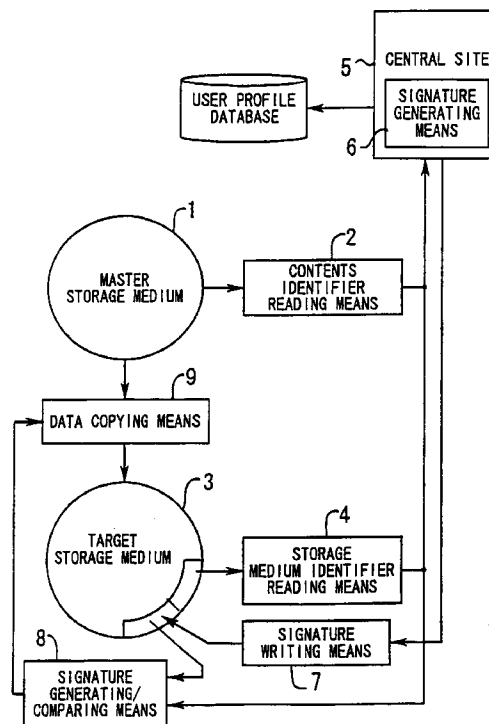 5
CENTRAL SITE
USER PROFILE
DATABASE
SIGNATURE
GENERATING
MEANS
6
1
MASTER
STORAGE MEDIUM
2
CONTENTS
IDENTIFIER
READING MEANS
9
DATA COPYING MEANS
3
TARGET
STORAGE MEDIUM
4
STORAGE
MEDIUM IDENTIFIER
READING MEANS
SIGNATURE
WRITING MEANS
7
8
SIGNATURE
GENERATING/
COMPARING MEANS